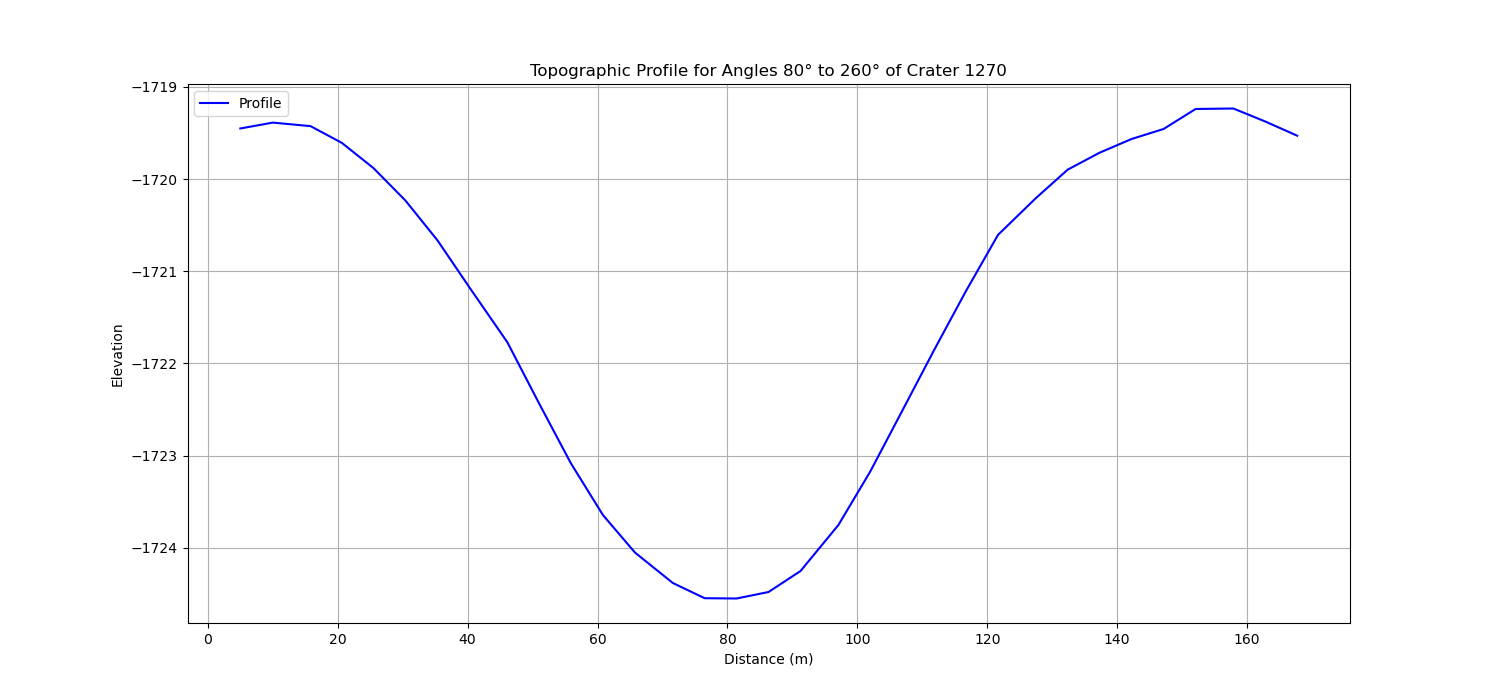 Topographic Profile for Angles 80° to 260° of Crater 1270
Profile
−1719
−1720
−1721
−1722
−1723
−1724
Elevation
0 20 40 60 80 100 120 140 160
Distance (m)